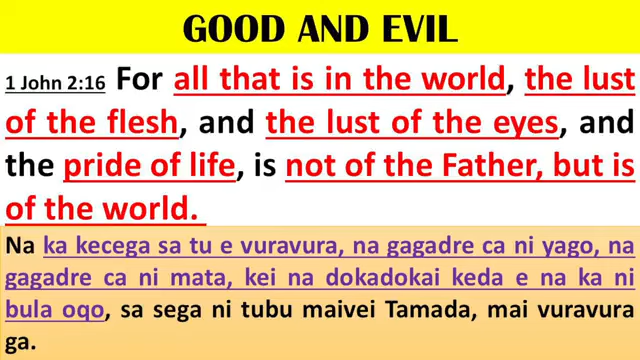 GOOD AND EVIL
1 John 2:16 For all that is in the world, the lust
of the flesh, and the lust of the eyes, and
the pride of life, is not of the Father, but is
of the world.
Na ka kecega sa tu e vuravura, na gagadre ca ni yago, na
gagadre ca ni mata, kei na dokadokai keda e na ka ni
bula oqo, sa sega ni tubu maivei Tamada, mai vuravura
ga.